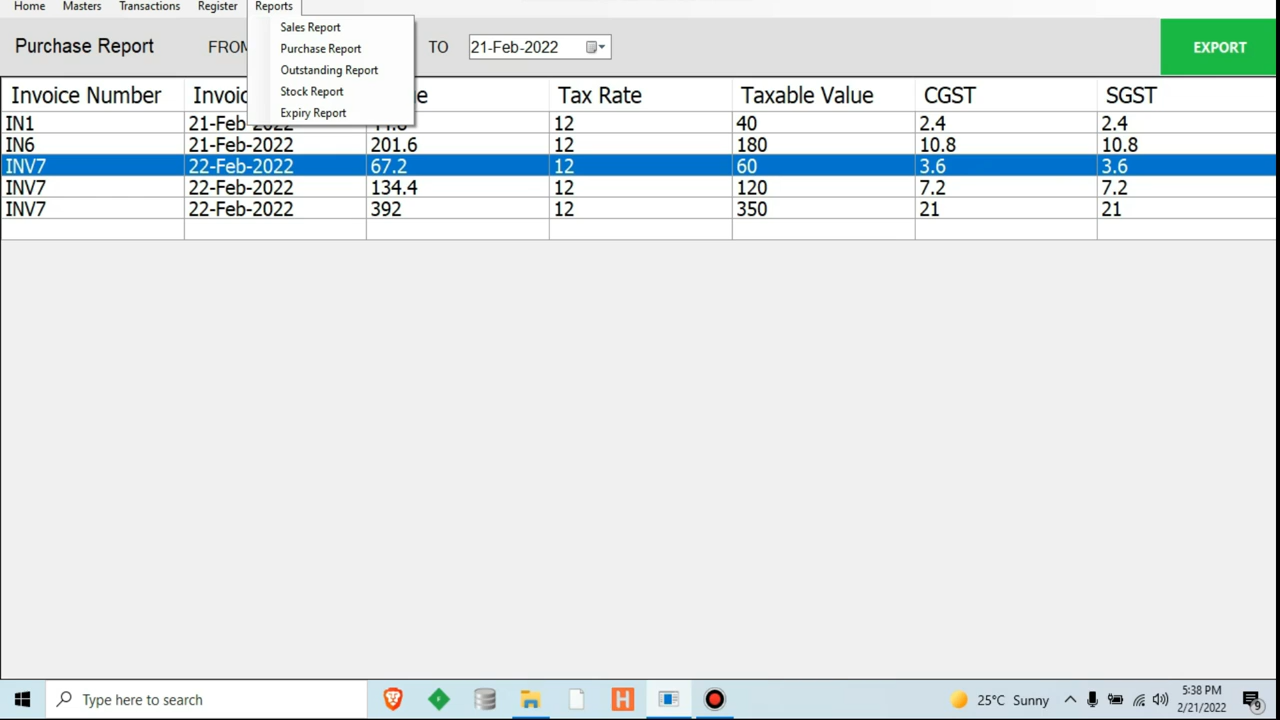 Home Masters Transactions Register Reports
Sales Report
Purchase Report
Outstanding Report
Stock Report
Expiry Report
Purchase Report TO 21-Feb-2022 EXPORT
Invoice Number Tax Rate Taxable Value CGST SGST
IN1 12 40 2.4 2.4
IN6 21-Feb-2022 201.6 12 180 10.8 10.8
INV7 22-Feb-2022 67.2 12 60 3.6 3.6
INV7 22-Feb-2022 134.4 12 120 7.2 7.2
INV7 22-Feb-2022 392 12 350 21 21
Type here to search H 25°C Sunny 5:38 PM
2/21/2022 9